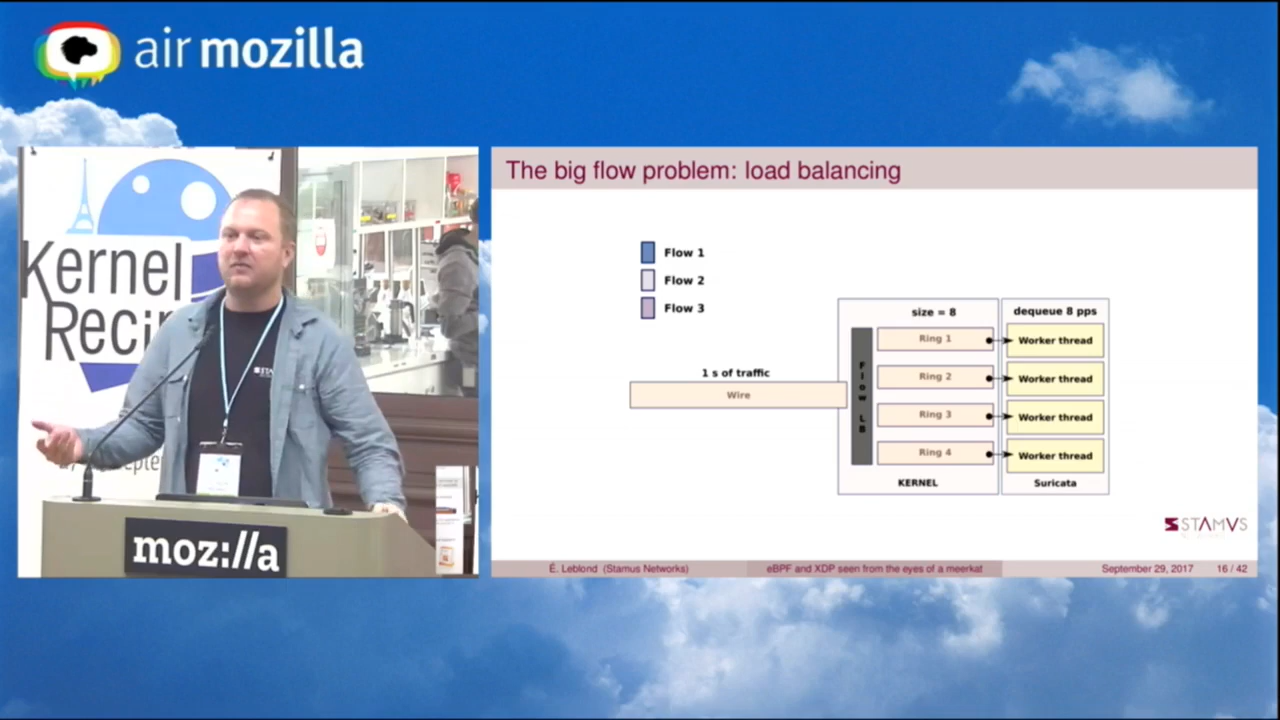 air mozilla
Kernel
Recip
moz://a
The big flow problem: load balancing
Flow 1
Flow 2
Flow 3
1 s of traffic
Wire
Flow LB
size = 8
Ring 1
Ring 2
Ring 3
Ring 4
KERNEL
dequeue 8 pps
Worker thread
Worker thread
Worker thread
Worker thread
Suricata
STAMVS
É. Leblond (Stamus Networks)
eBPF and XDP seen from the eyes of a meerkat
September 29, 2017
16 / 42